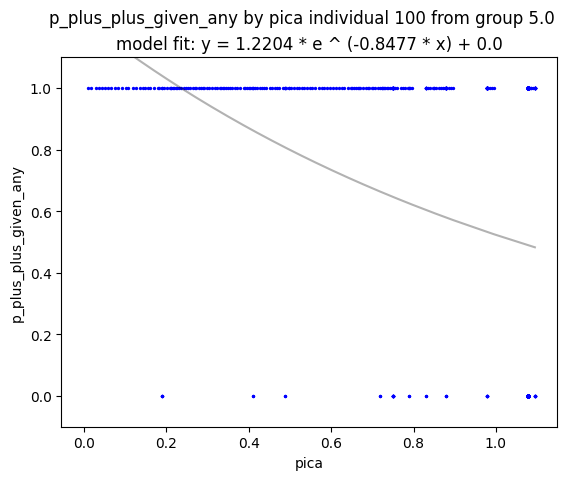 p_plus_plus_given_any by pica individual 100 from group 5.0
model fit: y = 1.2204 * e ^ (-0.8477 * x) + 0.0
p_plus_plus_given_any
1.0
0.8
0.6
0.4
0.2
0.0
0.0 0.2 0.4 0.6 0.8 1.0
pica